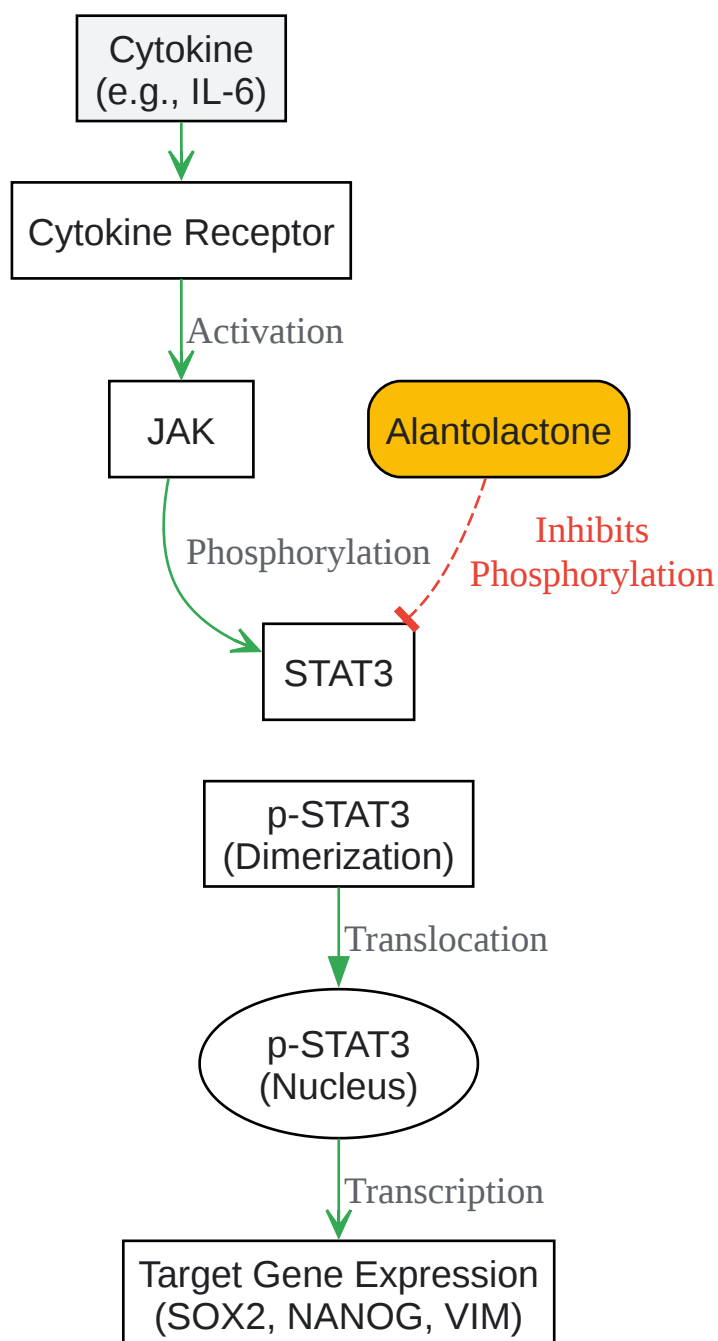 Cytokine
(e.g., IL-6)
Cytokine Receptor
Activation
JAK
Alantolactone
Phosphorylation
Inhibits
Phosphorylation
STAT3
p-STAT3
(Dimerization)
Translocation
p-STAT3
(Nucleus)
Transcription
Target Gene Expression
(SOX2, NANOG, VIM)